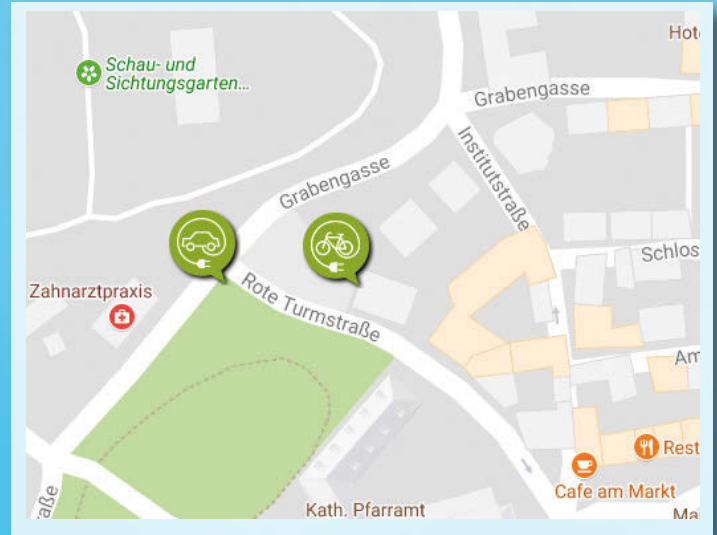 Hot
Schau- und
Sichtungsgarten...
Grabengasse
Institutstraße
Grabengasse
Schlos
Zahnarztpraxis
Rote Turmstraße
Am
Rest
Cafe am Markt
aße
Kath. Pfarramt
Ma